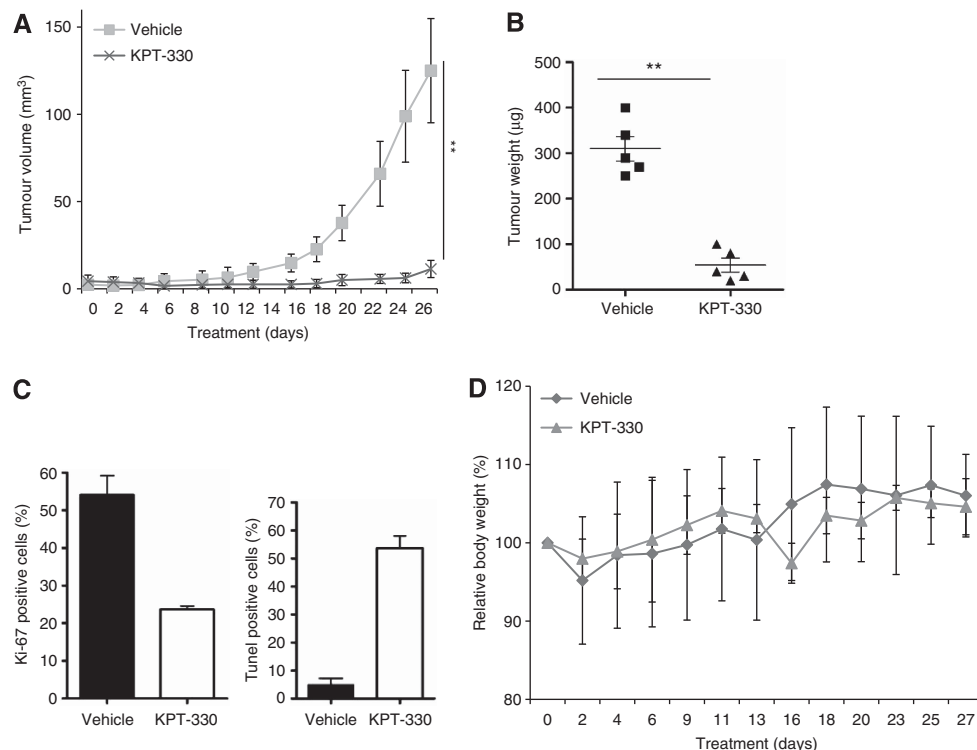 A
Vehicle
KPT-330
150
100
50
0
Tumour volume (mm³)
**
0 2 4 6 8 10 12 14 16 18 20 22 24 26
Treatment (days)
B
500
400
300
200
100
0
Tumour weight (µg)
**
Vehicle KPT-330
C
60
50
40
30
20
10
0
Ki-67 positive cells (%)
Vehicle KPT-330
70
60
50
40
30
20
10
0
Tunel positive cells (%)
Vehicle KPT-330
D
Vehicle
KPT-330
120
110
100
90
80
Relative body weight (%)
0 2 4 6 9 11 13 16 18 20 23 25 27
Treatment (days)